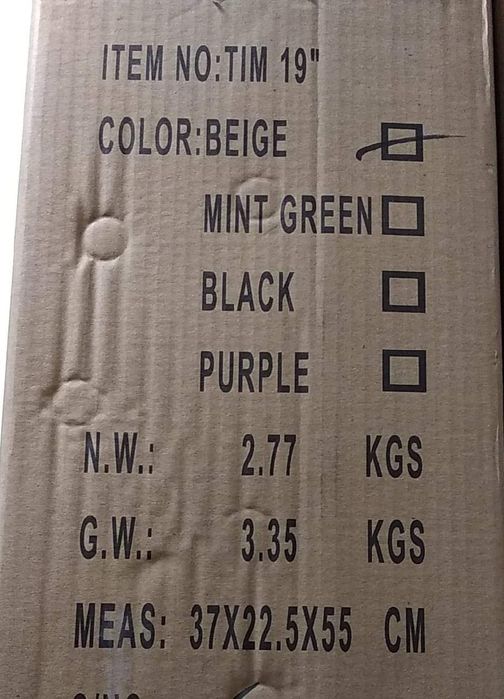 ITEM NO:TIM 19"
COLOR:BEIGE
MINT GREEN
BLACK
PURPLE
N.W.: 2.77 KGS
G.W.: 3.35 KGS
MEAS: 37X22.5X55 CM